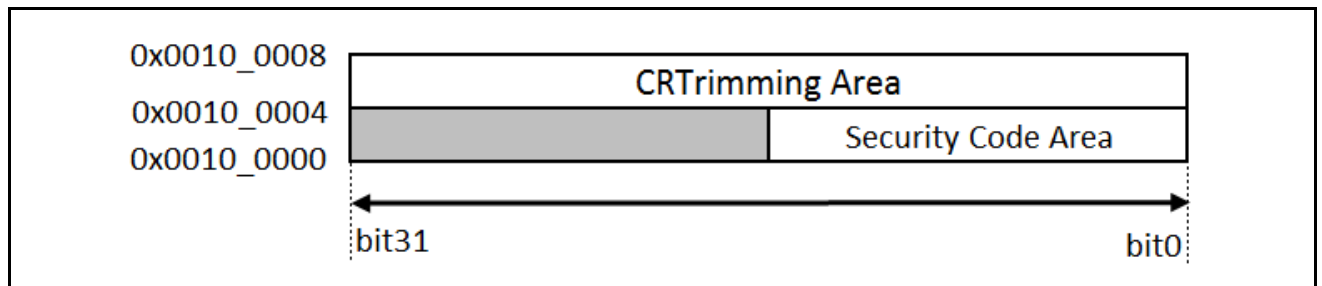 0x0010_0008
CRTrimming Area
0x0010_0004
Security Code Area
0x0010_0000
bit31
bit0